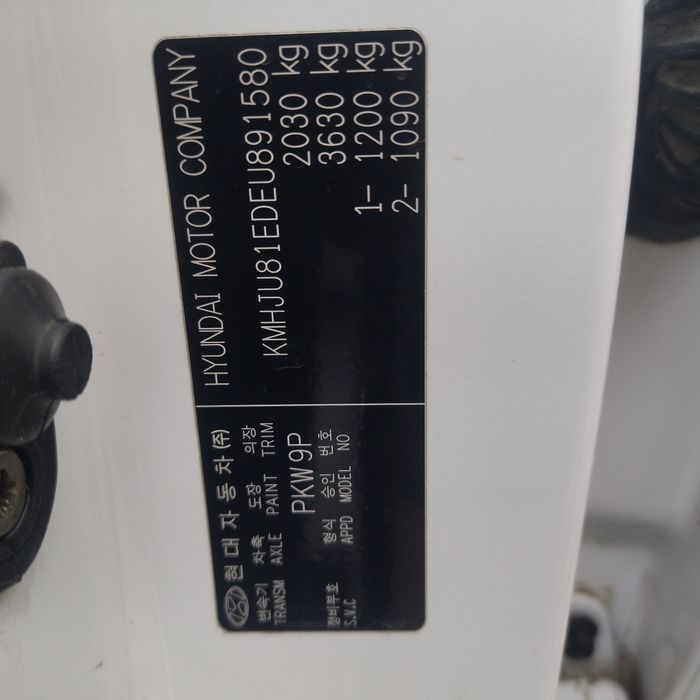 현대자동차(주) HYUNDAI MOTOR COMPANY
변속기 차축 도장 의장
TRANSM AXLE PAINT TRIM
KMHJU81EDEU891580
PKW 9P
2030 kg
형식 승인 번호
3630 kg
APPD MODEL NO
정비부호
1- 1200 kg
S.V.C
2- 1090 kg